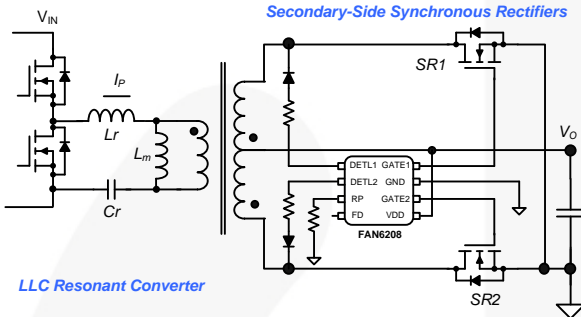 Secondary-Side Synchronous Rectifiers
VIN
IP
Lr
Lm
Cr
SR1
VO
DETL1 GATE1
DETL2 GND
RP GATE2
FD VDD
FAN6208
SR2
LLC Resonant Converter